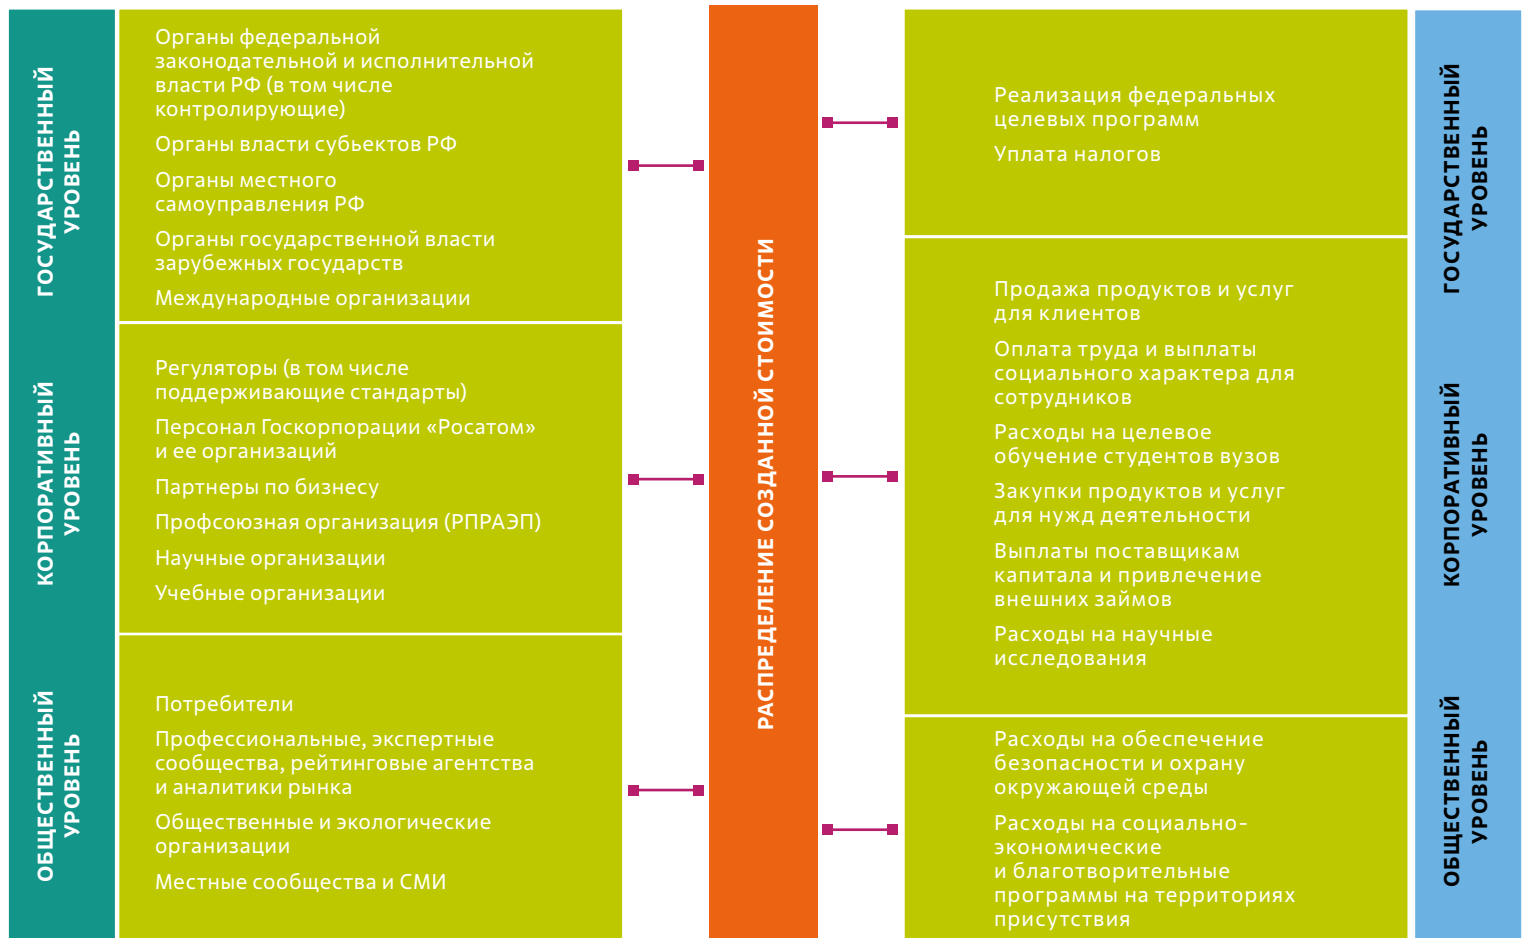 ГОСУДАРСТВЕННЫЙ
УРОВЕНЬ
Органы федеральной
законодательной и исполнительной
власти РФ (в том числе
контролирующие)
Органы власти субьектов РФ
Органы местного
самоуправления РФ
Органы государственной власти
зарубежных государств
Международные организации
КОРПОРАТИВНЫЙ
УРОВЕНЬ
Регуляторы (в том числе
поддерживающие стандарты)
Персонал Госкорпорации «Росатом»
и ее организаций
Партнеры по бизнесу
Профсоюзная организация (РПРАЭП)
Научные организации
Учебные организации
ОБЩЕСТВЕННЫЙ
УРОВЕНЬ
Потребители
Профессиональные, экспертные
сообщества, рейтинговые агентства
и аналитики рынка
Общественные и экологические
организации
Местные сообщества и СМИ
РАСПРЕДЕЛЕНИЕ СОЗДАННОЙ СТОИМОСТИ
Реализация федеральных
целевых программ
Уплата налогов
ГОСУДАРСТВЕННЫЙ
УРОВЕНЬ
Продажа продуктов и услуг
для клиентов
Оплата труда и выплаты
социального характера для
сотрудников
Расходы на целевое
обучение студентов вузов
Закупки продуктов и услуг
для нужд деятельности
Выплаты поставщикам
капитала и привлечение
внешних займов
Расходы на научные
исследования
КОРПОРАТИВНЫЙ
УРОВЕНЬ
Расходы на обеспечение
безопасности и охрану
окружающей среды
Расходы на социально-
экономические
и благотворительные
программы на территориях
присутствия
ОБЩЕСТВЕННЫЙ
УРОВЕНЬ